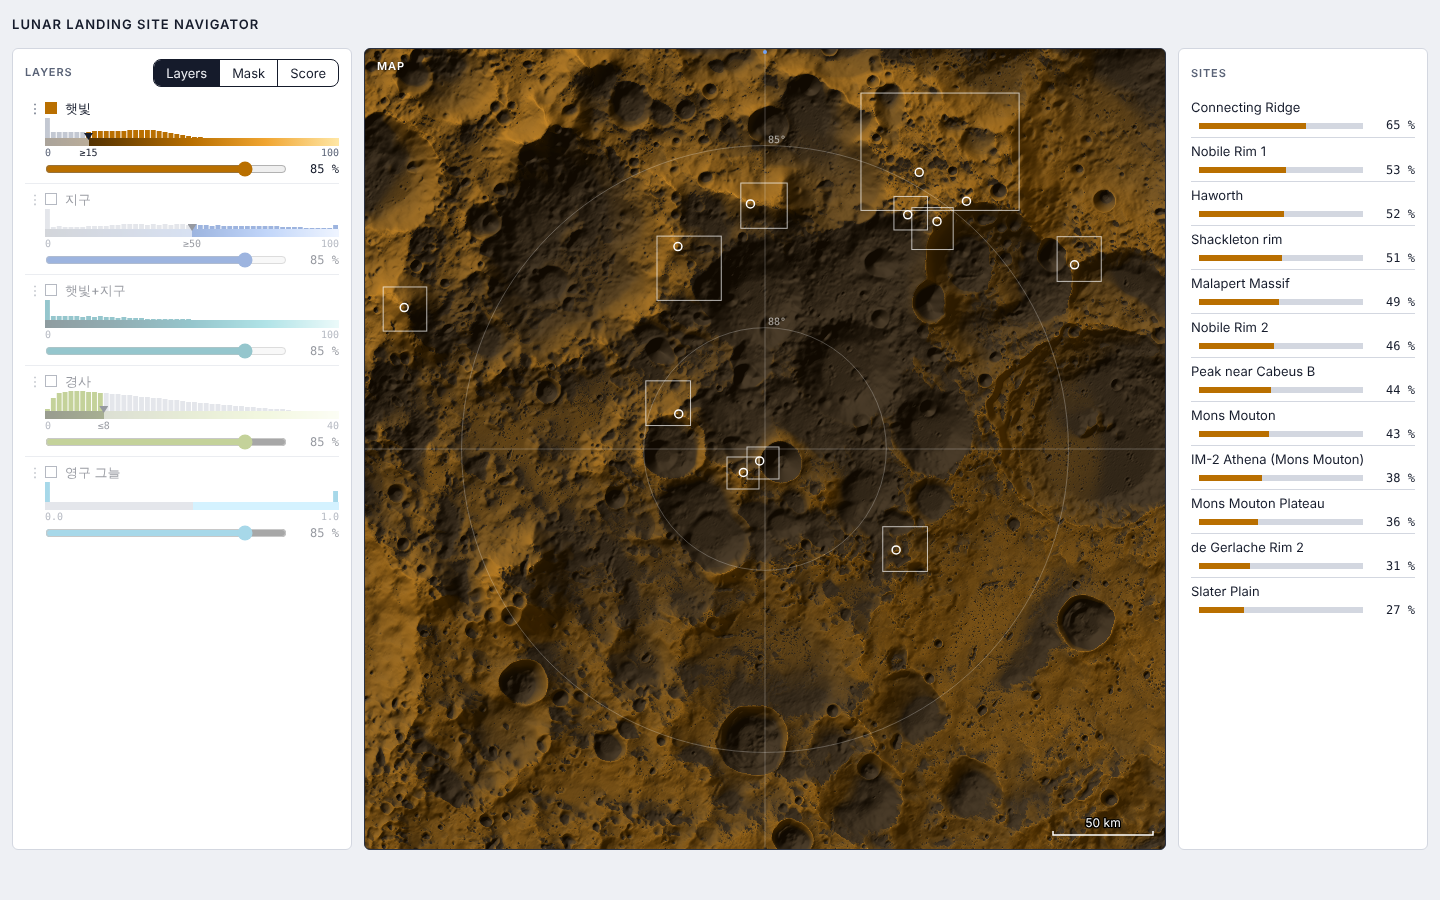 LUNAR LANDING SITE NAVIGATOR
LAYERS
Layers Mask Score
햇빛
0 ≥15 100
85 %
지구
0 ≥50 100
85 %
햇빛+지구
0 100
85 %
경사
0 ≤8 40
85 %
영구 그늘
0.0 1.0
85 %
MAP
85°
88°
50 km
SITES
Connecting Ridge
65 %
Nobile Rim 1
53 %
Haworth
52 %
Shackleton rim
51 %
Malapert Massif
49 %
Nobile Rim 2
46 %
Peak near Cabeus B
44 %
Mons Mouton
43 %
IM-2 Athena (Mons Mouton)
38 %
Mons Mouton Plateau
36 %
de Gerlache Rim 2
31 %
Slater Plain
27 %